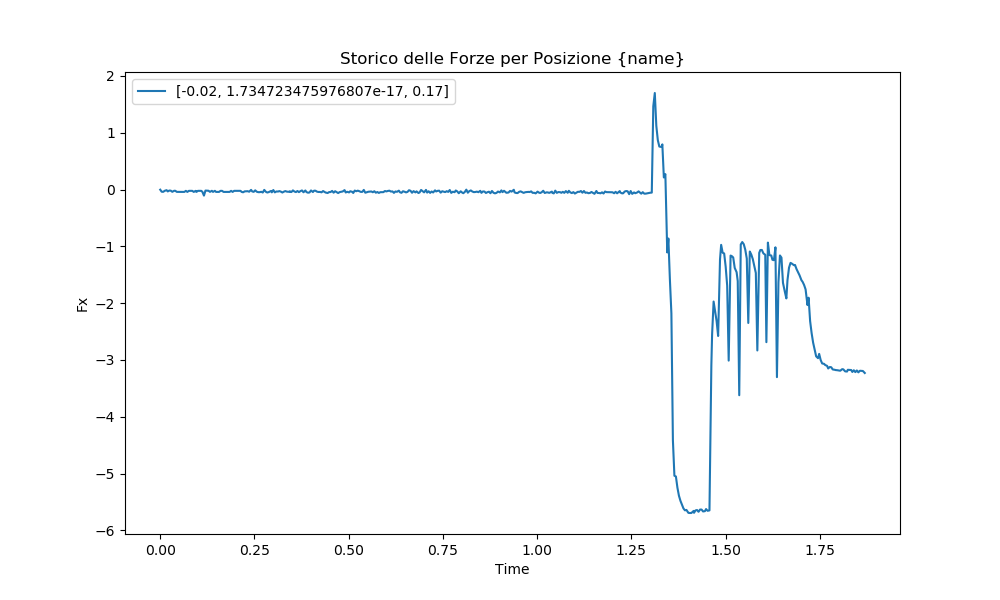 Storico delle Forze per Posizione {name}
[-0.02, 1.734723475976807e-17, 0.17]
2
1
0
−1
−2
−3
−4
−5
−6
Fx
0.00 0.25 0.50 0.75 1.00 1.25 1.50 1.75
Time